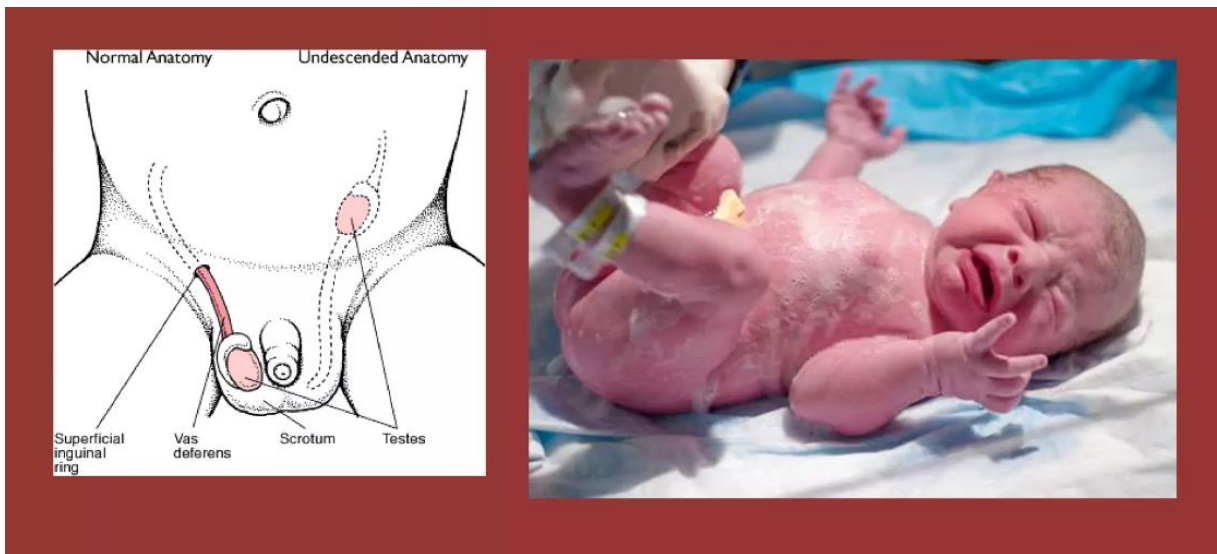 Normal Anatomy
Undescended Anatomy
Superficial
inguinal
ring
Vas
deferens
Scrotum
Testes